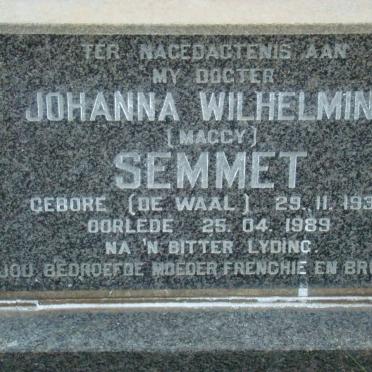 TER NAGEDAGTENIS AAN
MY DOGTER
JOHANNA WILHELMIN
(MAGGY)
SEMMET
GEBORE (DE WAAL) 29. 11. 193
OORLEDE 25. 04. 1989
NA 'N BITTER LYDING
JOU BEDROEFDE MOEDER FRENCHIE EN BR